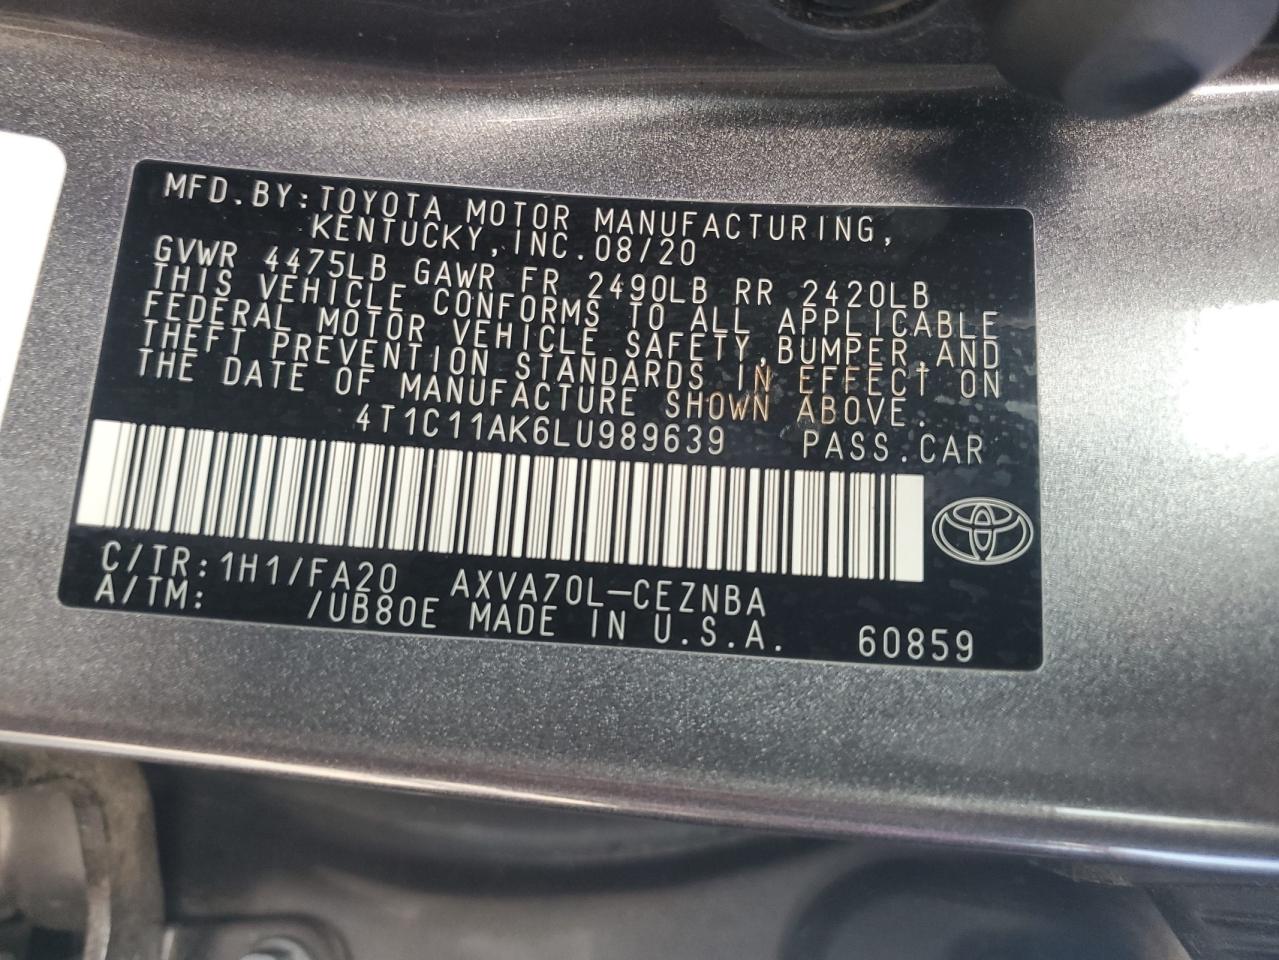 MFD.BY:TOYOTA MOTOR MANUFACTURING,
KENTUCKY,INC.08/20
GVWR 4475LB GAWR FR 2490LB RR 2420LB
THIS VEHICLE CONFORMS TO ALL APPLICABLE
FEDERAL MOTOR VEHICLE SAFETY,BUMPER,AND
THEFT PREVENTION STANDARDS IN EFFECT ON
THE DATE OF MANUFACTURE SHOWN ABOVE.
4T1C11AK6LU989639 PASS.CAR
C/TR:1H1/FA20 AXVA70L-CEZNBA
A/TM: /UB80E MADE IN U.S.A. 60859